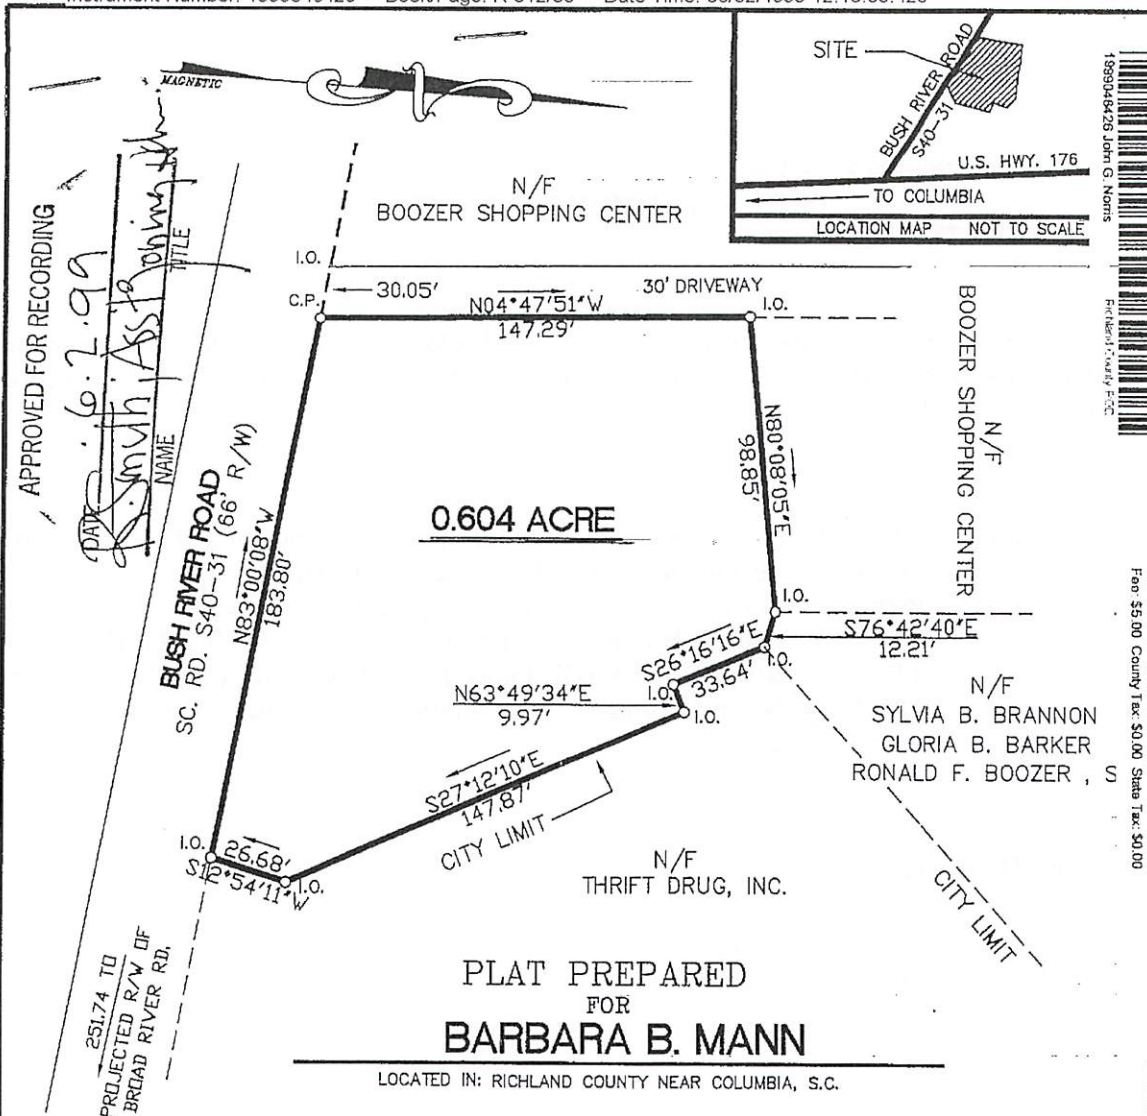 MAGNETIC
SITE
BUSH RIVER ROAD
S40-31
U.S. HWY. 176
TO COLUMBIA
LOCATION MAP NOT TO SCALE
1999048426 John G. Norris
Richland County ROC
Fee: $5.00 County Tax: $0.00 State Tax: $0.00
APPROVED FOR RECORDING
DATE 6.2.99
NAME
TITLE
N/F
BOOZER SHOPPING CENTER
I.O.
C.P.
30.05'
30' DRIVEWAY
N04°47'51"W
147.29'
I.O.
N/F
BOOZER SHOPPING CENTER
N80°08'05"E
98.85'
0.604 ACRE
BUSH RIVER ROAD
SC. RD. S40-31 (66' R/W)
N83°00'08"W
183.80'
I.O.
S76°42'40"E
12.21'
I.O.
S26°16'16"E
33.64'
I.O.
N63°49'34"E
9.97'
I.O.
N/F
SYLVIA B. BRANNON
GLORIA B. BARKER
RONALD F. BOOZER , S
S27°12'10"E
147.87'
CITY LIMIT
N/F
THRIFT DRUG, INC.
CITY LIMIT
I.O.
26.68'
S12°54'11"W
I.O.
251.74 TO
PROJECTED R/W OF
BROAD RIVER RD.
PLAT PREPARED
FOR
BARBARA B. MANN
LOCATED IN: RICHLAND COUNTY NEAR COLUMBIA, S.C.